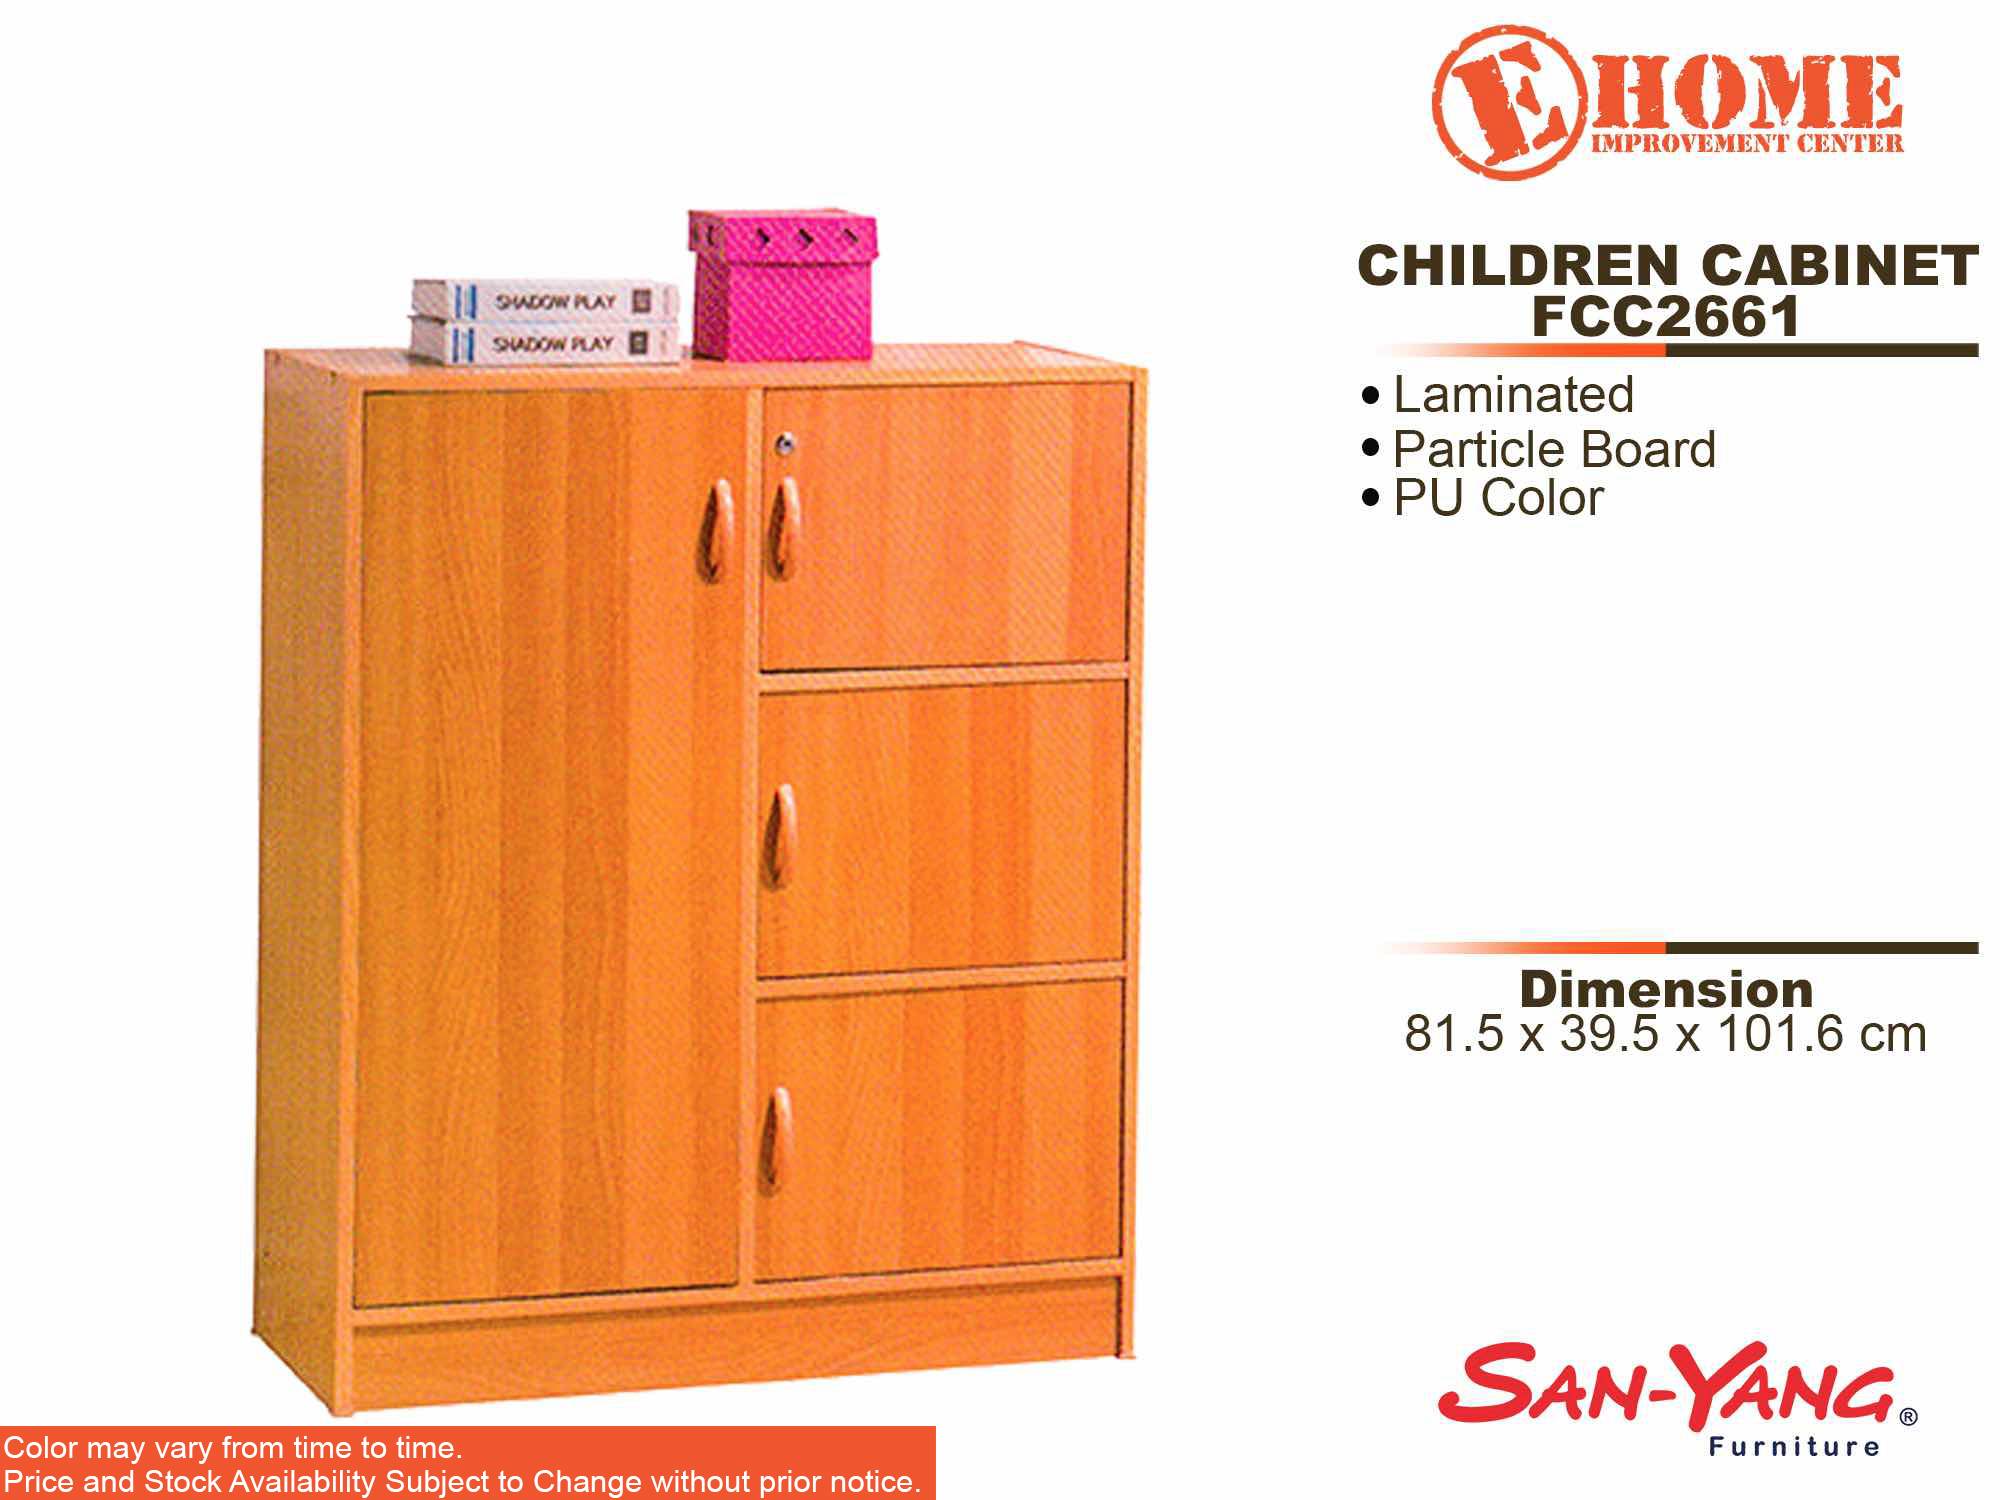 E HOME
IMPROVEMENT CENTER
CHILDREN CABINET
FCC2661
• Laminated
• Particle Board
• PU Color
SHADOW PLAY
SHADOW PLAY
Dimension
81.5 x 39.5 x 101.6 cm
SAN-YANG®
Furniture
Color may vary from time to time.
Price and Stock Availability Subject to Change without prior notice.